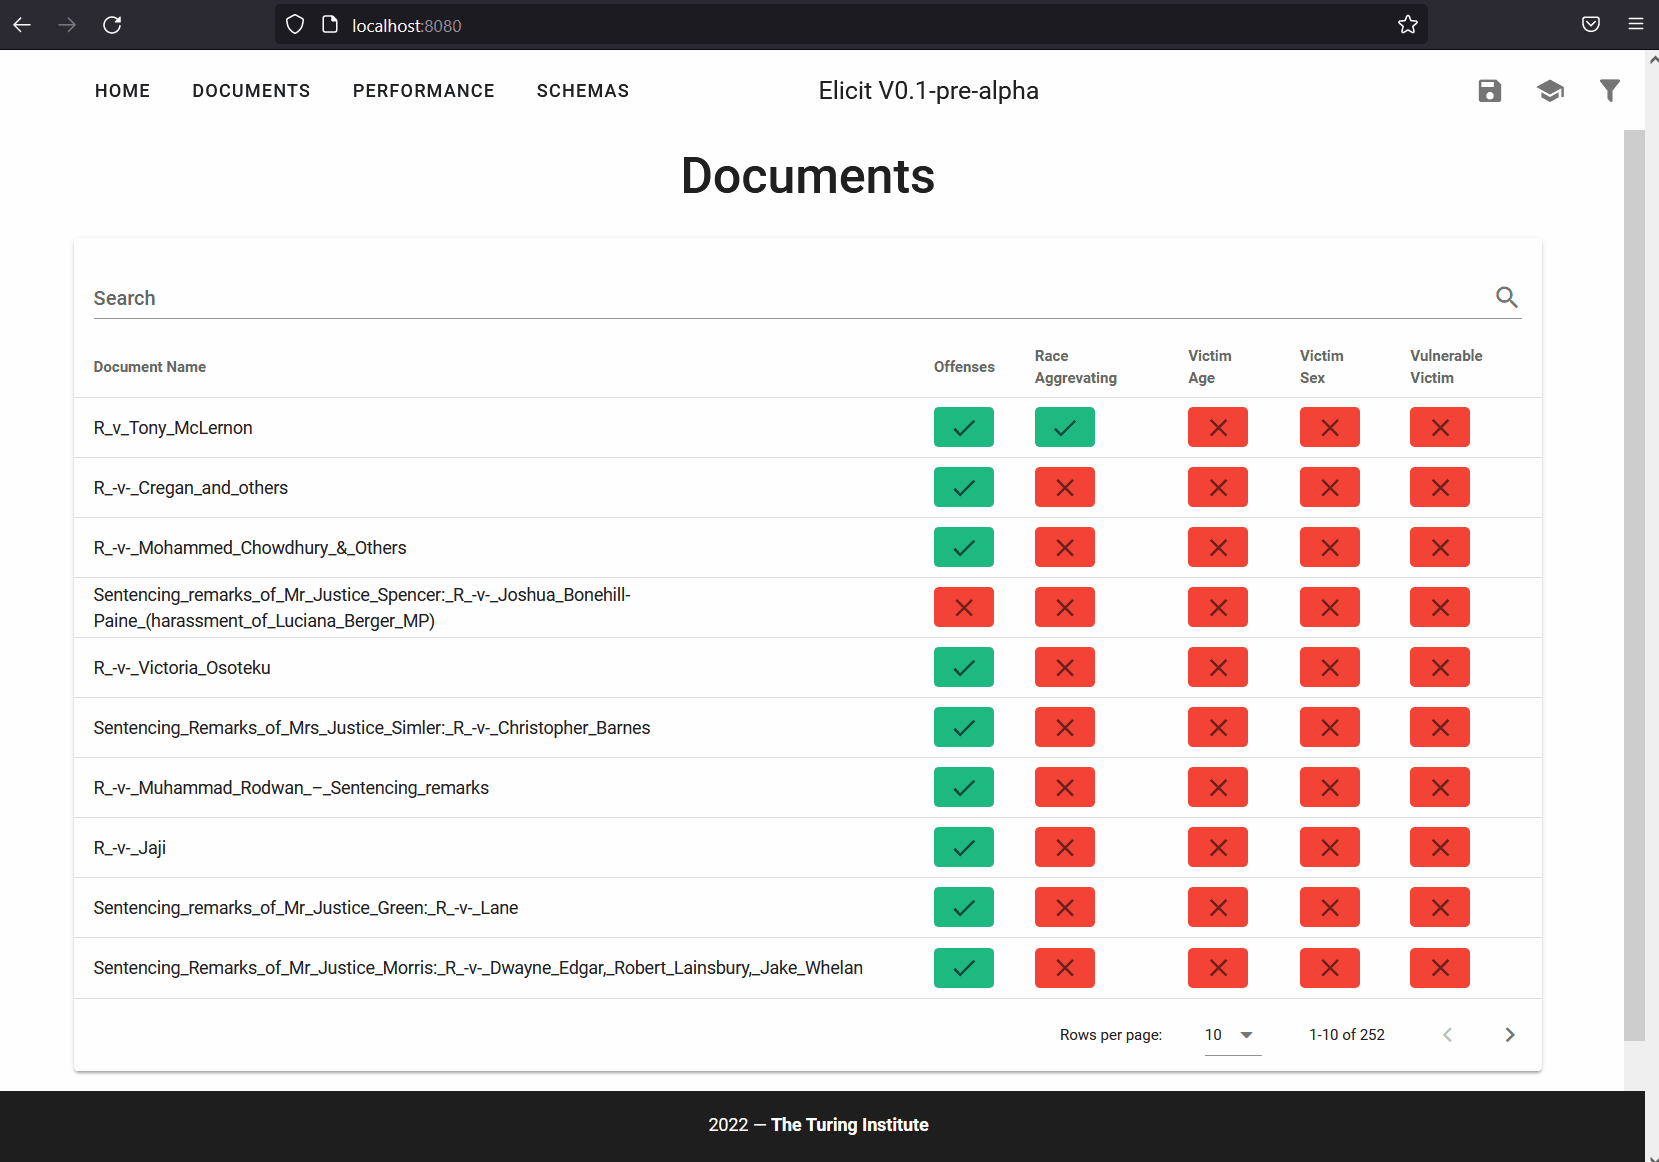 localhost:8080
HOME DOCUMENTS PERFORMANCE SCHEMAS Elicit V0.1-pre-alpha
Documents
Search
Document Name Offenses Race Aggrevating Victim Age Victim Sex Vulnerable Victim
R_v_Tony_McLernon
R_-v-_Cregan_and_others
R_-v-_Mohammed_Chowdhury_&_Others
Sentencing_remarks_of_Mr_Justice_Spencer:_R_-v-_Joshua_Bonehill-
Paine_(harassment_of_Luciana_Berger_MP)
R_-v-_Victoria_Osoteku
Sentencing_Remarks_of_Mrs_Justice_Simler:_R_-v-_Christopher_Barnes
R_-v-_Muhammad_Rodwan_–_Sentencing_remarks
R_-v-_Jaji
Sentencing_remarks_of_Mr_Justice_Green:_R_-v-_Lane
Sentencing_Remarks_of_Mr_Justice_Morris:_R_-v-_Dwayne_Edgar,_Robert_Lainsbury,_Jake_Whelan
Rows per page: 10 1-10 of 252
2022 — The Turing Institute